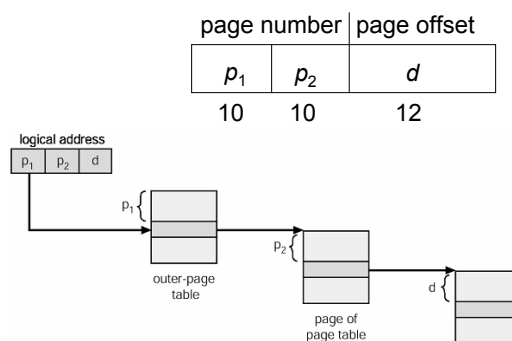 page number page offset
p1 p2 d
10 10 12
logical address
p1 p2 d
p1
outer-page
table
p2
page of
page table
d